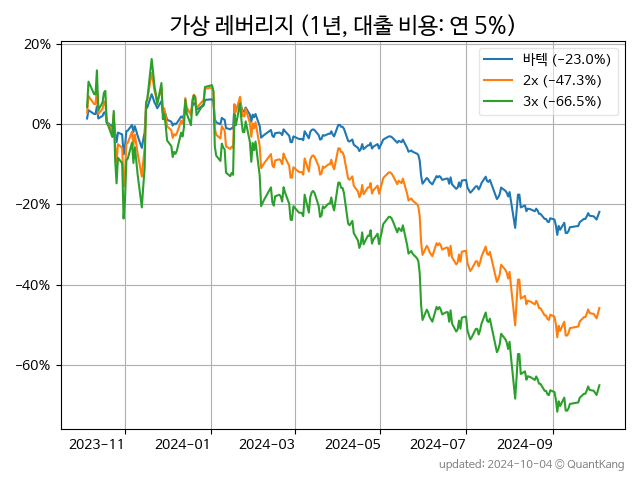 가상 레버리지 (1년, 대출 비용: 연 5%)
20%
0%
−20%
−40%
−60%
바텍 (−23.0%)
2x (−47.3%)
3x (−66.5%)
2023-11
2024-01
2024-03
2024-05
2024-07
2024-09
updated: 2024-10-04 © QuantKang